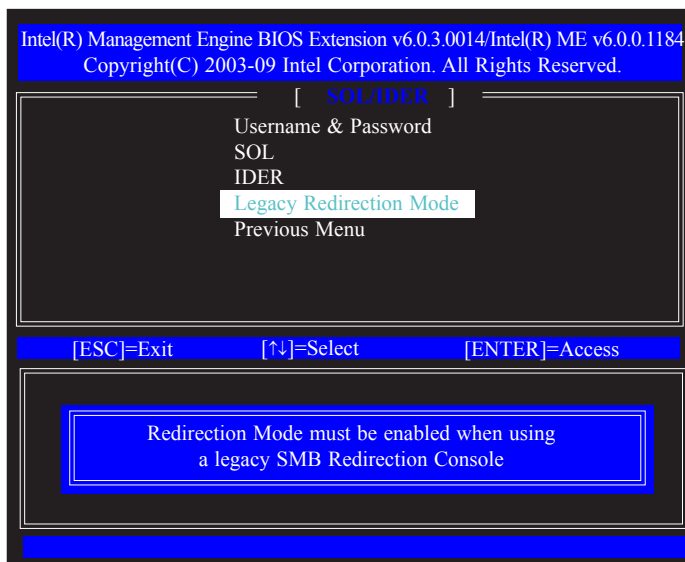 Intel(R) Management Engine BIOS Extension v6.0.3.0014/Intel(R) ME v6.0.0.1184
Copyright(C) 2003-09 Intel Corporation. All Rights Reserved.
[ SOL/IDER ]
Username & Password
SOL
IDER
Legacy Redirection Mode
Previous Menu
[ESC]=Exit [↑↓]=Select [ENTER]=Access
Redirection Mode must be enabled when using
a legacy SMB Redirection Console